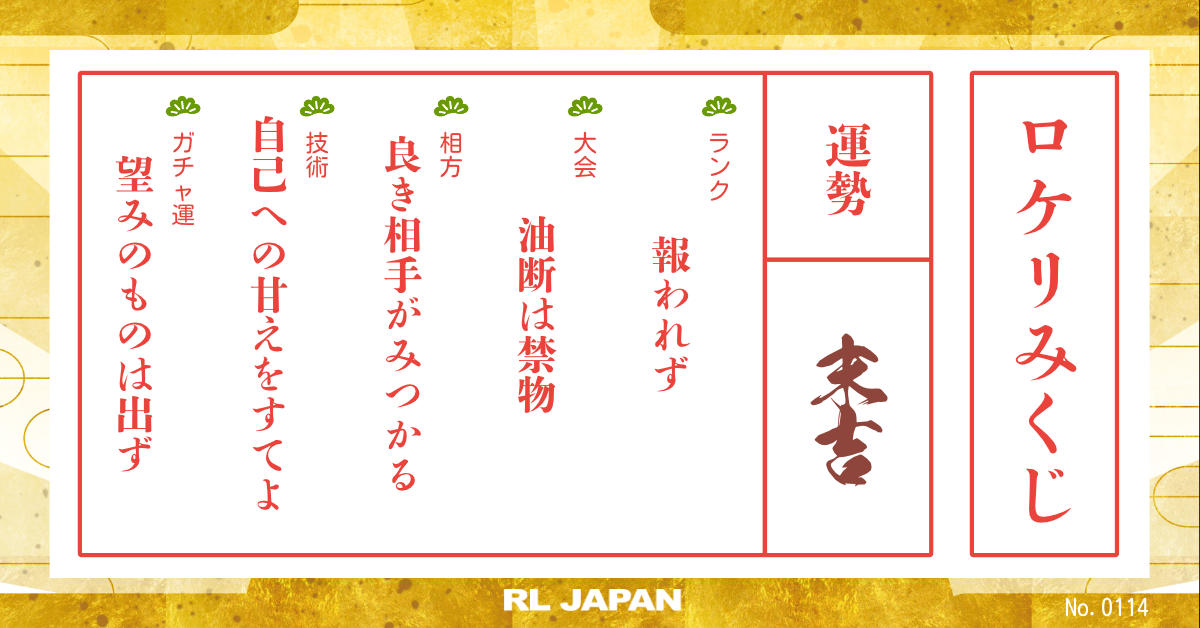 ロケリみくじ
運勢
末吉
ランク
報われず
大会
油断は禁物
相方
良き相手がみつかる
技術
自己への甘えをすてよ
ガチャ運
望みのものは出ず
RL JAPAN
No. 0114